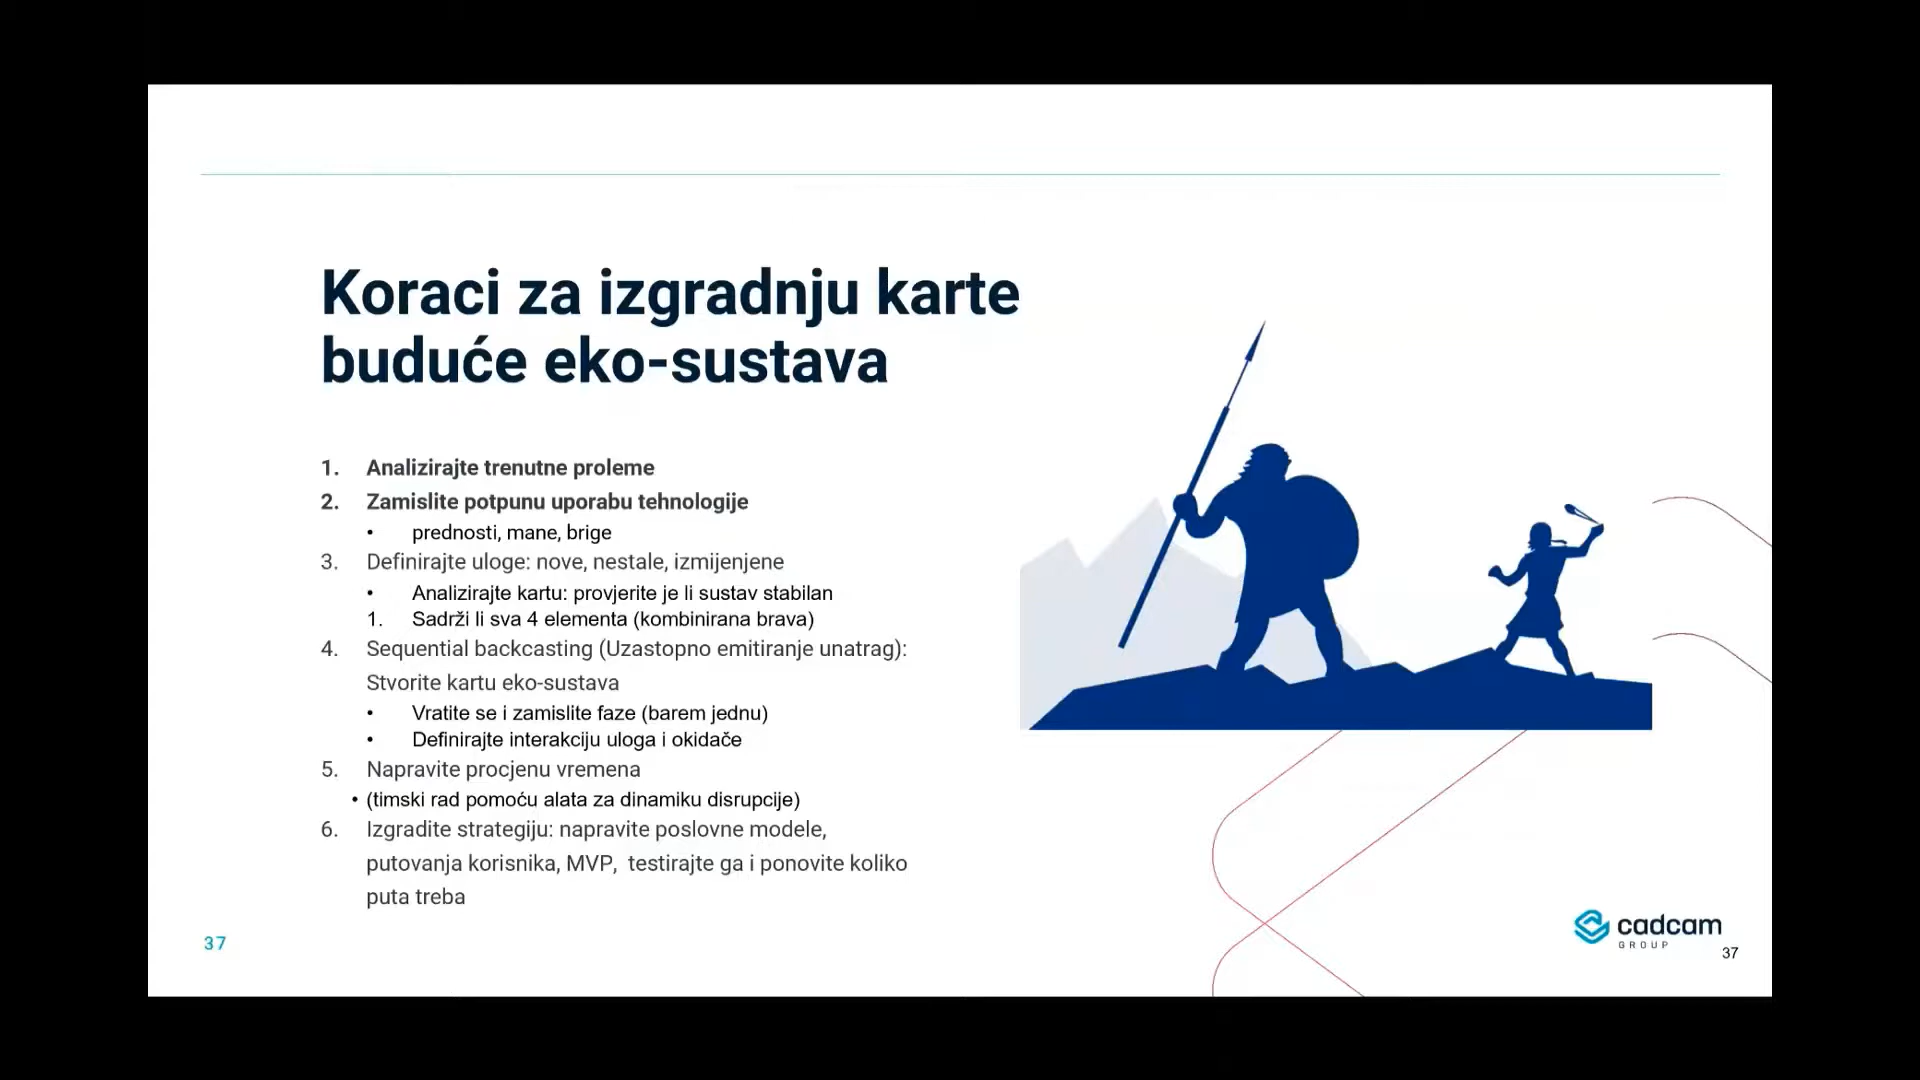 Koraci za izgradnju karte
buduće eko-sustava
1. Analizirajte trenutne proleme
2. Zamislite potpunu uporabu tehnologije
• prednosti, mane, brige
3. Definirajte uloge: nove, nestale, izmijenjene
• Analizirajte kartu: provjerite je li sustav stabilan
1. Sadrži li sva 4 elementa (kombinirana brava)
4. Sequential backcasting (Uzastopno emitiranje unatrag):
Stvorite kartu eko-sustava
• Vratite se i zamislite faze (barem jednu)
• Definirajte interakciju uloga i okidače
5. Napravite procjenu vremena
• (timski rad pomoću alata za dinamiku disrupcije)
6. Izgradite strategiju: napravite poslovne modele,
putovanja korisnika, MVP, testirajte ga i ponovite koliko
puta treba
37
cadcam
GROUP
37